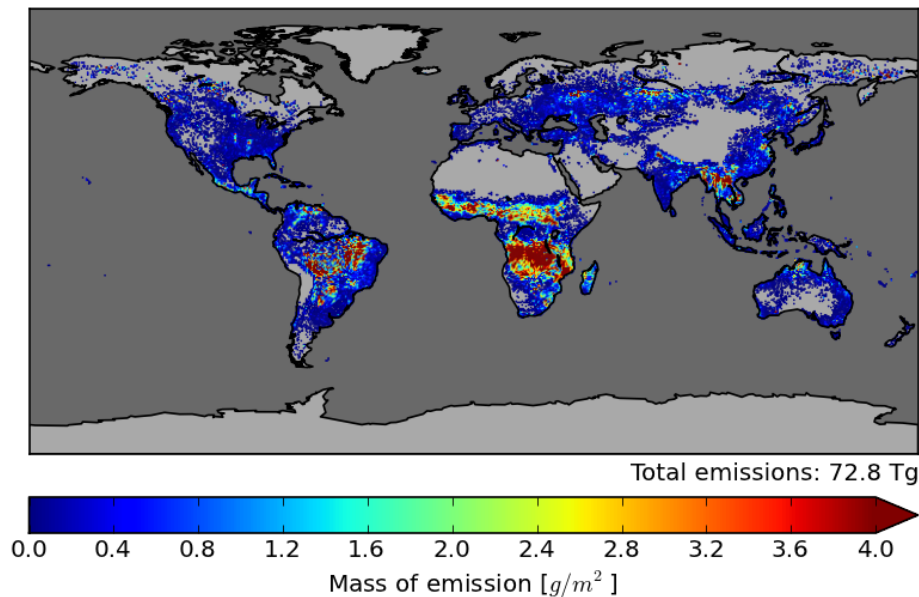 Total emissions: 72.8 Tg
0.0 0.4 0.8 1.2 1.6 2.0 2.4 2.8 3.2 3.6 4.0
Mass of emission [g/m² ]